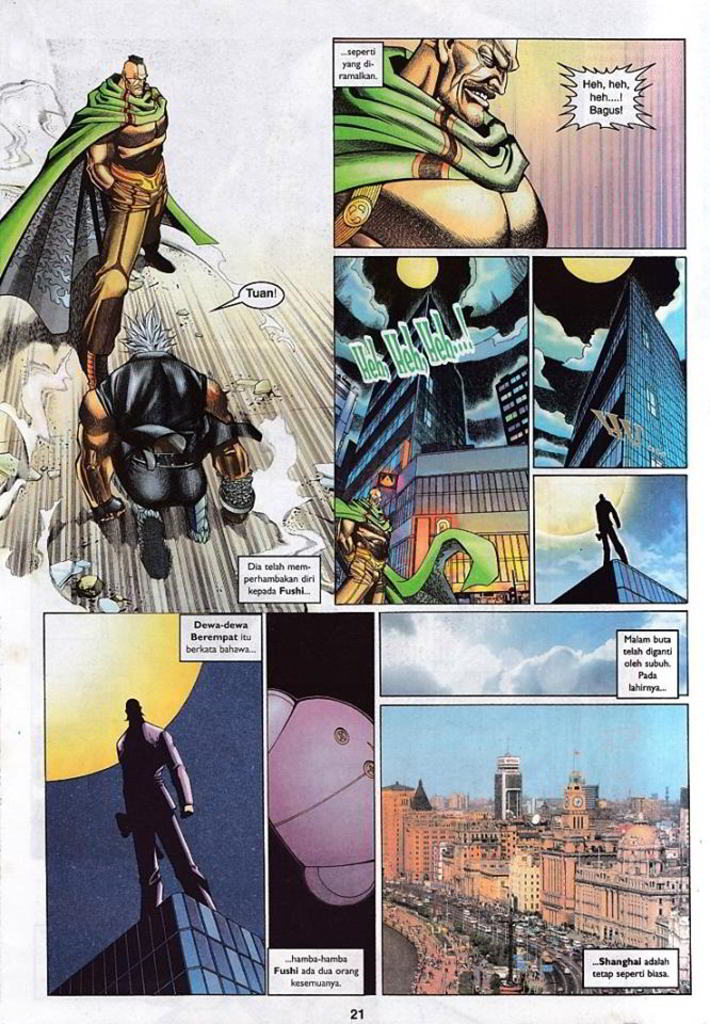 Tuan!
Dia telah mem-
perhambakan diri
kepada Fushi...
...seperti
yang di-
ramalkan.
Heh, heh,
heh....!
Bagus!
Heh, Heh, Heh....!
Dewa-dewa
Berempat itu
berkata bahawa...
...hamba-hamba
Fushi ada dua orang
kesemuanya.
Malam buta
telah diganti
oleh subuh.
Pada
lahirnya...
...Shanghai adalah
tetap seperti biasa.
21